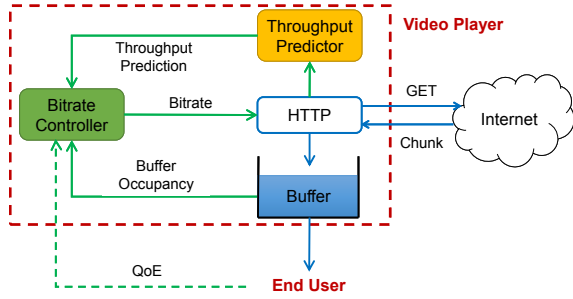 Throughput
Predictor
Video Player
Throughput
Prediction
Bitrate
Controller
Bitrate
HTTP
GET
Chunk
Internet
Buffer
Occupancy
Buffer
QoE
End User